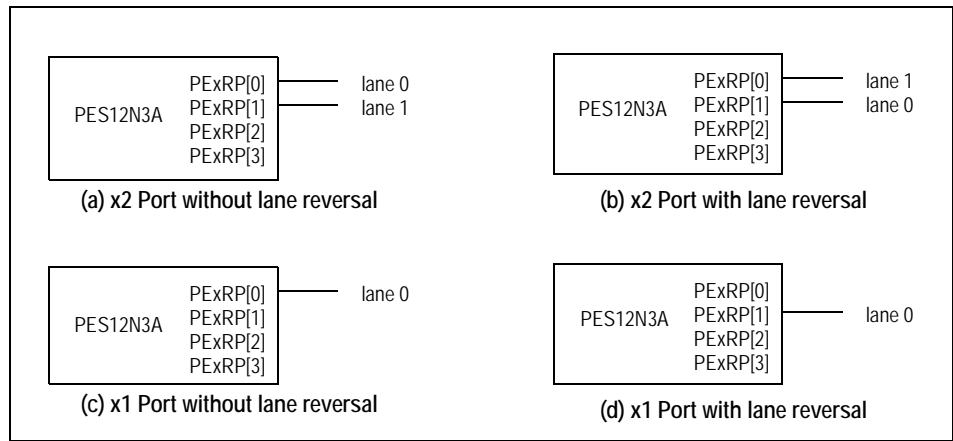 PES12N3A
PExRP[0] lane 0
PExRP[1] lane 1
PExRP[2]
PExRP[3]
(a) x2 Port without lane reversal
PES12N3A
PExRP[0] lane 1
PExRP[1] lane 0
PExRP[2]
PExRP[3]
(b) x2 Port with lane reversal
PES12N3A
PExRP[0] lane 0
PExRP[1]
PExRP[2]
PExRP[3]
(c) x1 Port without lane reversal
PES12N3A
PExRP[0]
PExRP[1] lane 0
PExRP[2]
PExRP[3]
(d) x1 Port with lane reversal